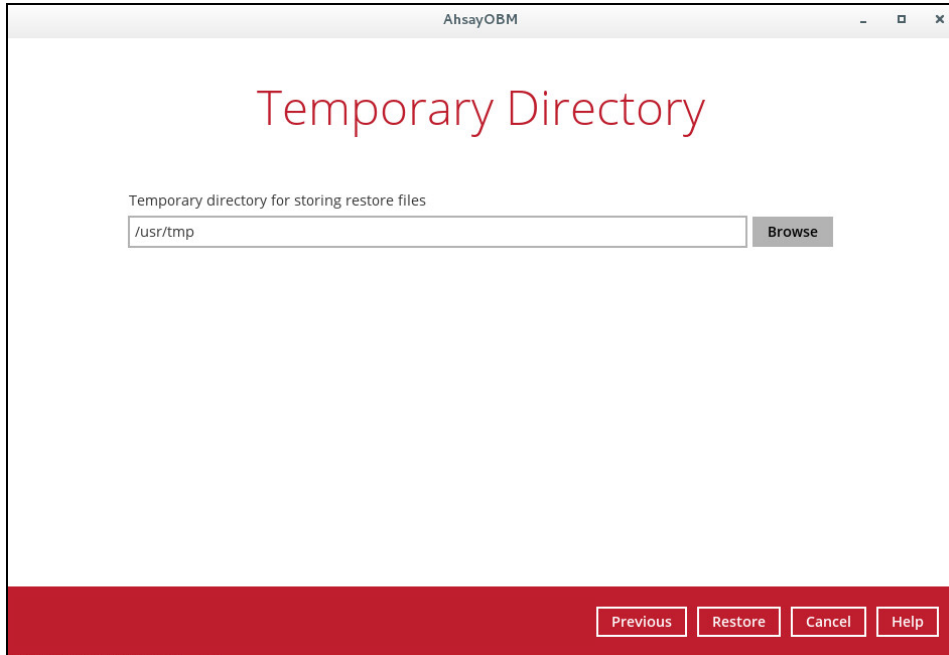 AhsayOBM
Temporary Directory
Temporary directory for storing restore files
/usr/tmp Browse
Previous Restore Cancel Help